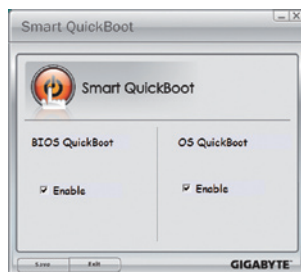 Smart QuickBoot
Smart QuickBoot
BIOS QuickBoot
OS QuickBoot
Enable
Enable
Save
Exit
GIGABYTE